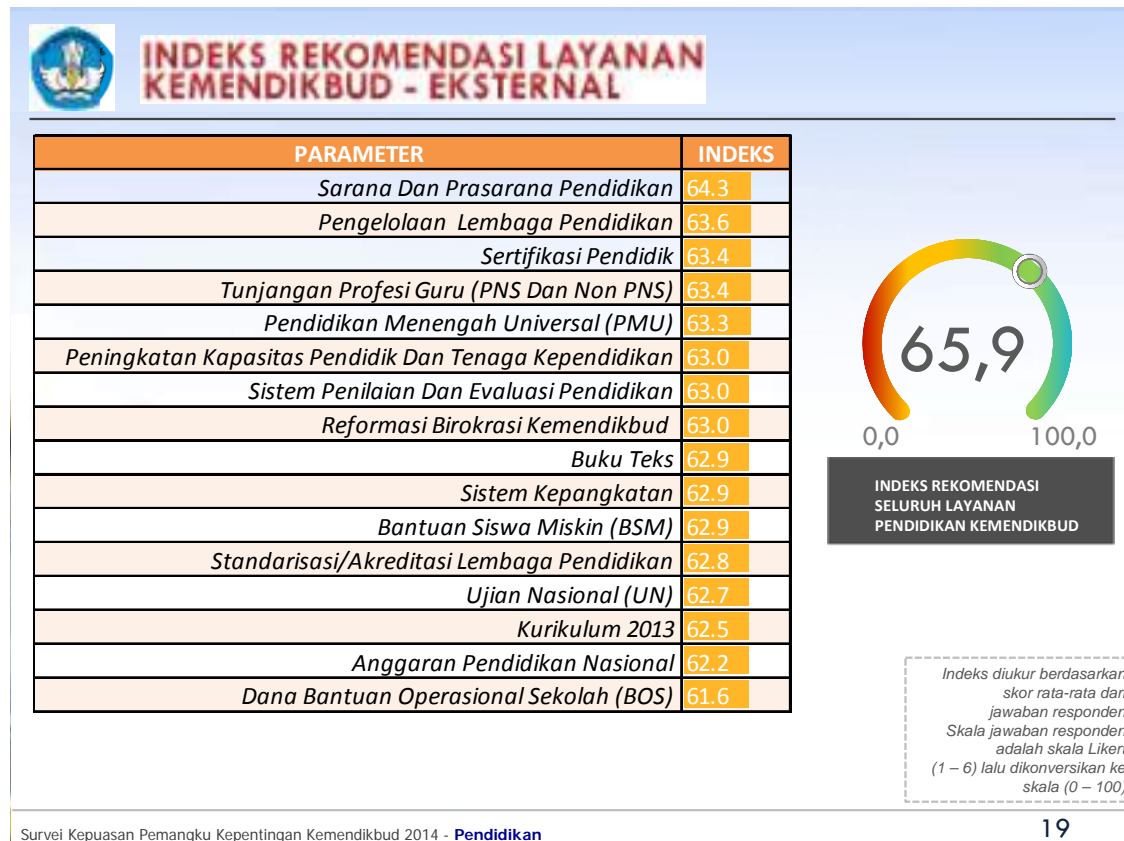 INDEKS REKOMENDASI LAYANAN
KEMENDIKBUD - EKSTERNAL
PARAMETER INDEKS
Sarana Dan Prasarana Pendidikan 64.3
Pengelolaan Lembaga Pendidikan 63.6
Sertifikasi Pendidik 63.4
Tunjangan Profesi Guru (PNS Dan Non PNS) 63.4
Pendidikan Menengah Universal (PMU) 63.3
Peningkatan Kapasitas Pendidik Dan Tenaga Kependidikan 63.0
Sistem Penilaian Dan Evaluasi Pendidikan 63.0
Reformasi Birokrasi Kemendikbud 63.0
Buku Teks 62.9
Sistem Kepangkatan 62.9
Bantuan Siswa Miskin (BSM) 62.9
Standarisasi/Akreditasi Lembaga Pendidikan 62.8
Ujian Nasional (UN) 62.7
Kurikulum 2013 62.5
Anggaran Pendidikan Nasional 62.2
Dana Bantuan Operasional Sekolah (BOS) 61.6
65,9
0,0 100,0
INDEKS REKOMENDASI
SELURUH LAYANAN
PENDIDIKAN KEMENDIKBUD
Indeks diukur berdasarkan
skor rata-rata dari
jawaban responden
Skala jawaban responden
adalah skala Likert
(1 – 6) lalu dikonversikan ke
skala (0 – 100)
Survei Kepuasan Pemangku Kepentingan Kemendikbud 2014 - Pendidikan
19